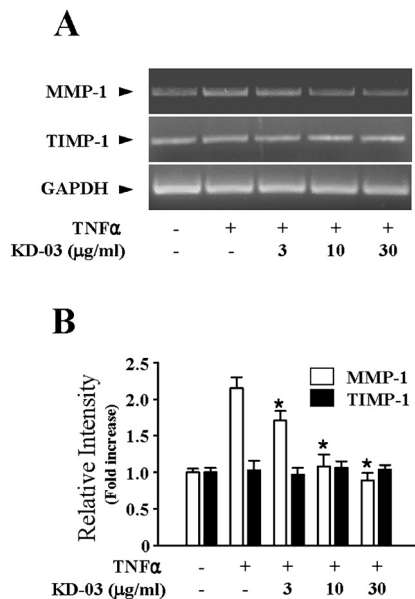 A
MMP-1
TIMP-1
GAPDH
TNFα - + + + +
KD-03 (μg/ml) - - 3 10 30
B
Relative Intensity
(Fold increase)
2.5
2.0
1.5
1.0
0.5
0
* * *
MMP-1
TIMP-1
TNFα - + + + +
KD-03 (μg/ml) - - 3 10 30